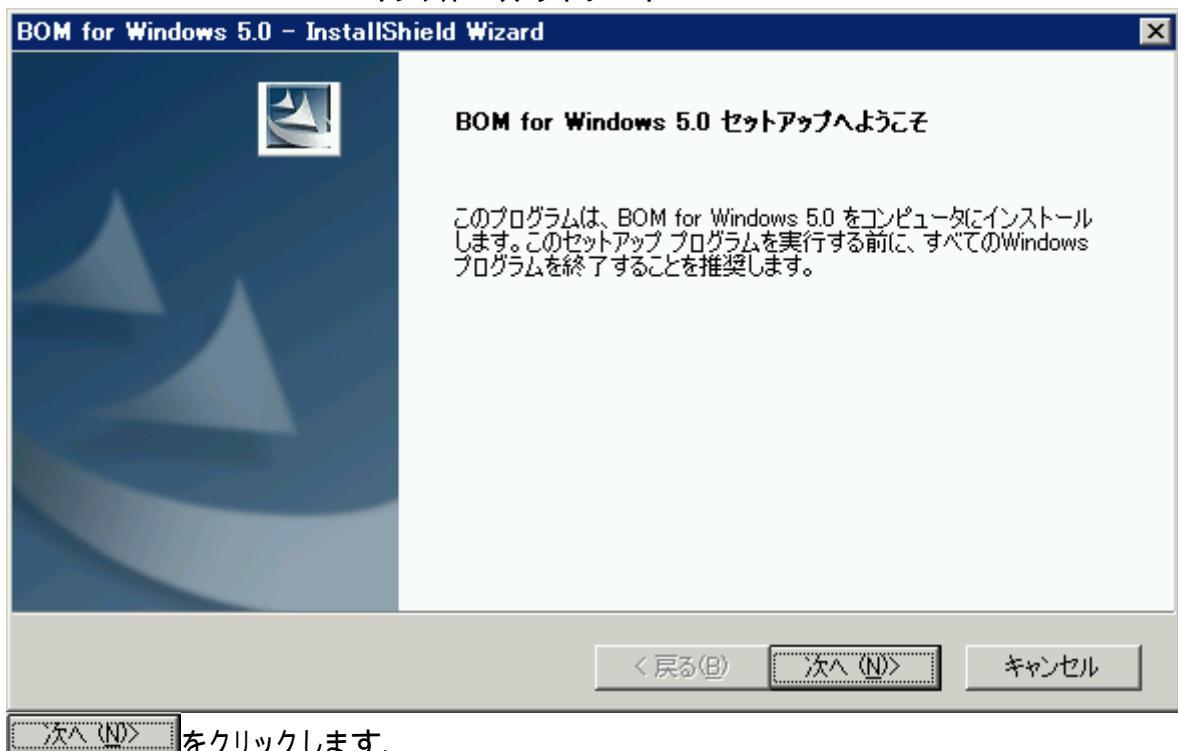 BOM for Windows 5.0 - InstallShield Wizard
BOM for Windows 5.0 セットアップへようこそ
このプログラムは、BOM for Windows 5.0 をコンピュータにインストール
します。このセットアップ プログラムを実行する前に、すべてのWindows
プログラムを終了することを推奨します。
< 戻る(B) 次へ (N)> キャンセル
次へ (N)> をクリックします.